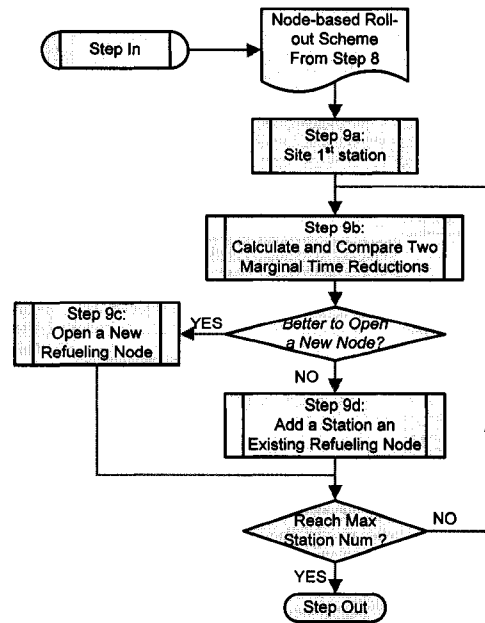 Step In
Node-based Roll-
out Scheme
From Step 8
Step 9a:
Site 1st station
Step 9b:
Calculate and Compare Two
Marginal Time Reductions
Step 9c:
Open a New
Refueling Node
YES
Better to Open
a New Node?
NO
Step 9d:
Add a Station an
Existing Refueling Node
Reach Max
Station Num ?
NO
YES
Step Out